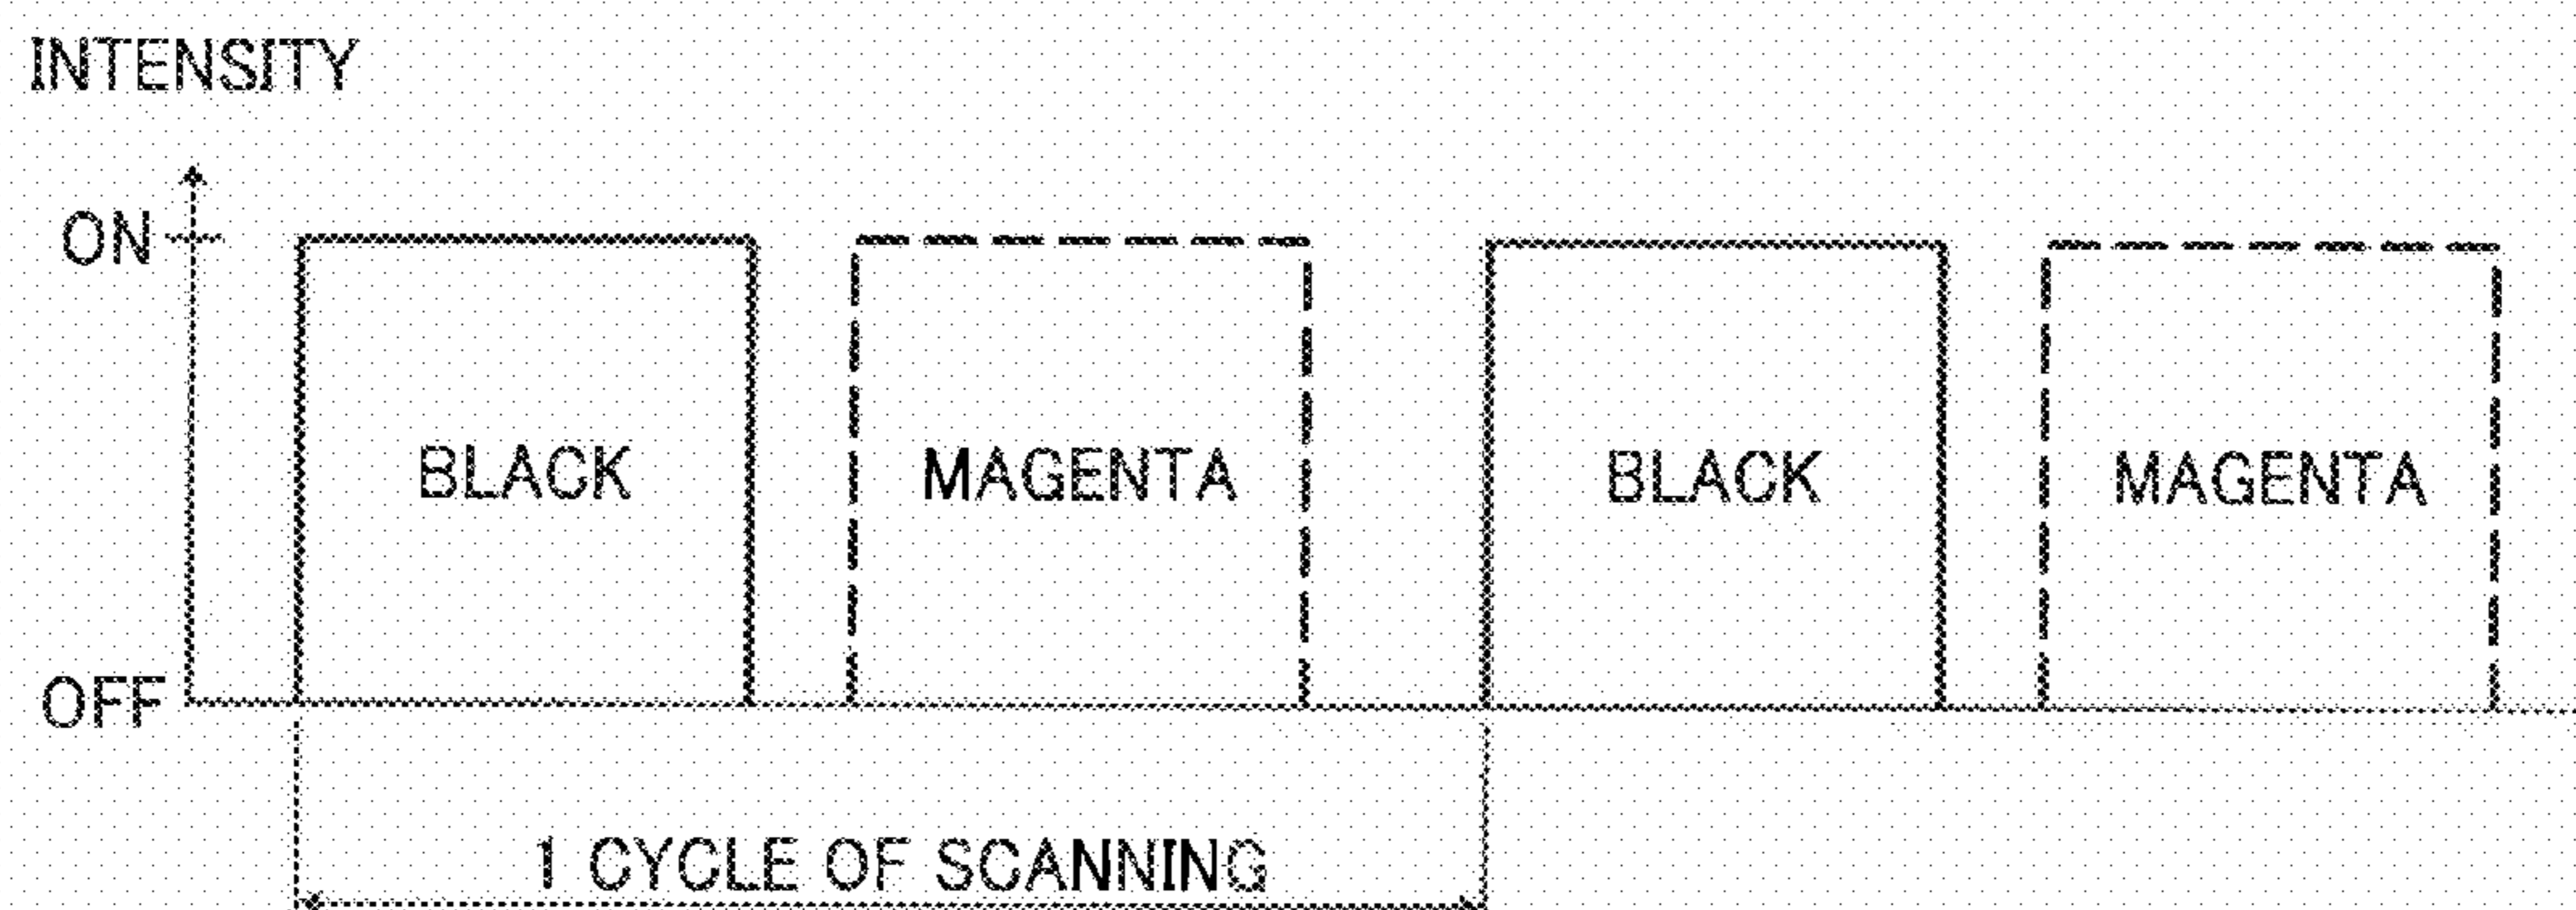 INTENSITY
ON
BLACK MAGENTA BLACK MAGENTA
OFF
1 CYCLE OF SCANNING